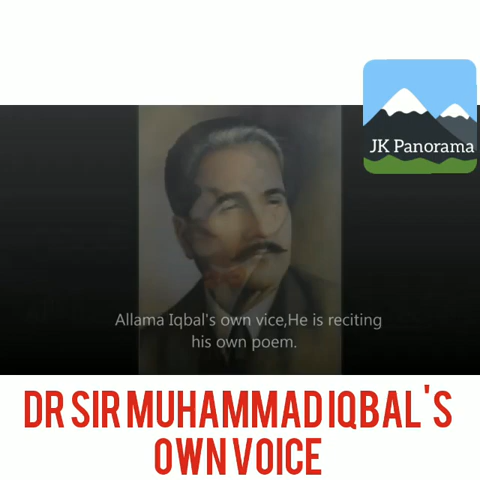 JK Panorama
Allama Iqbal's own vice,He is reciting
his own poem.
DR SIR MUHAMMAD IQBAL'S
OWN VOICE